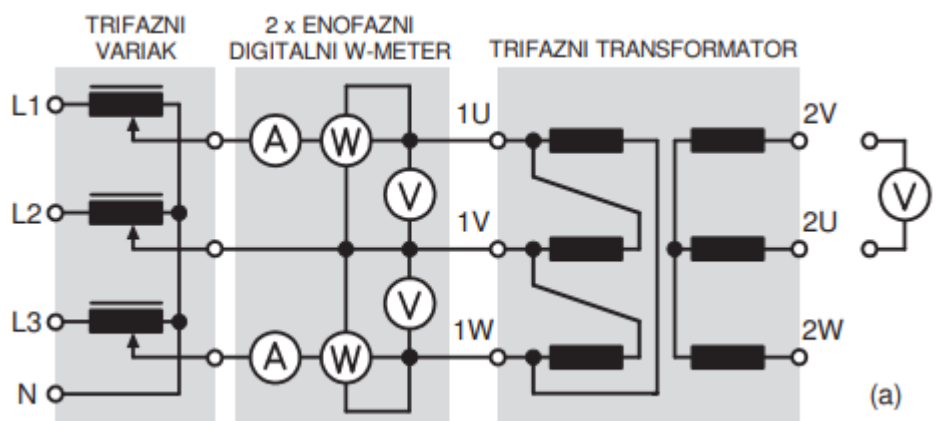 TRIFAZNI
VARIAK
2 x ENOFAZNI
DIGITALNI W-METER
TRIFAZNI TRANSFORMATOR
L1
A
W
1U
2V
V
V
L2
1V
2U
V
L3
A
W
1W
2W
N
(a)